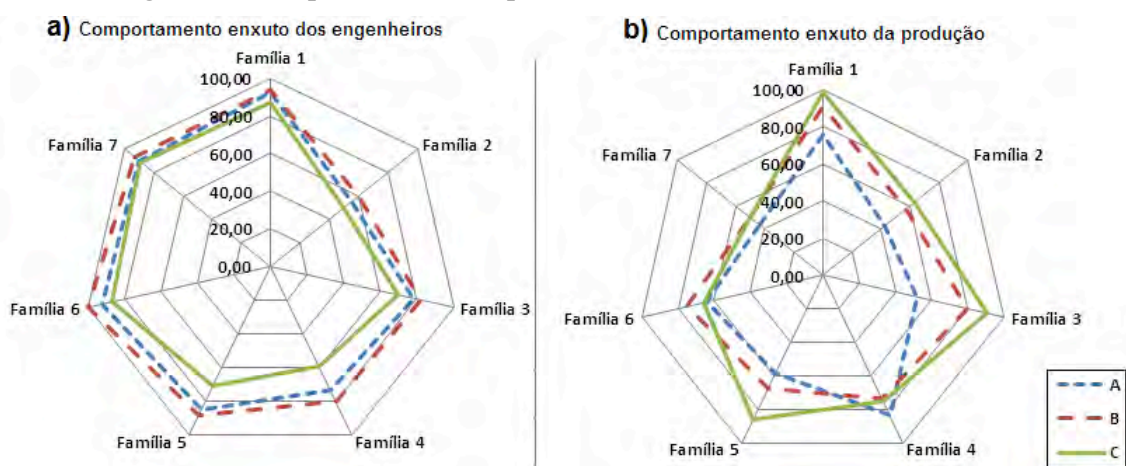 a) Comportamento enxuto dos engenheiros
Família 1
100,00
80,00
60,00
40,00
20,00
0,00
Família 2
Família 3
Família 4
Família 5
Família 6
Família 7
b) Comportamento enxuto da produção
Família 1
100,00
80,00
60,00
40,00
20,00
0,00
Família 2
Família 3
Família 4
Família 5
Família 6
Família 7
A
B
C